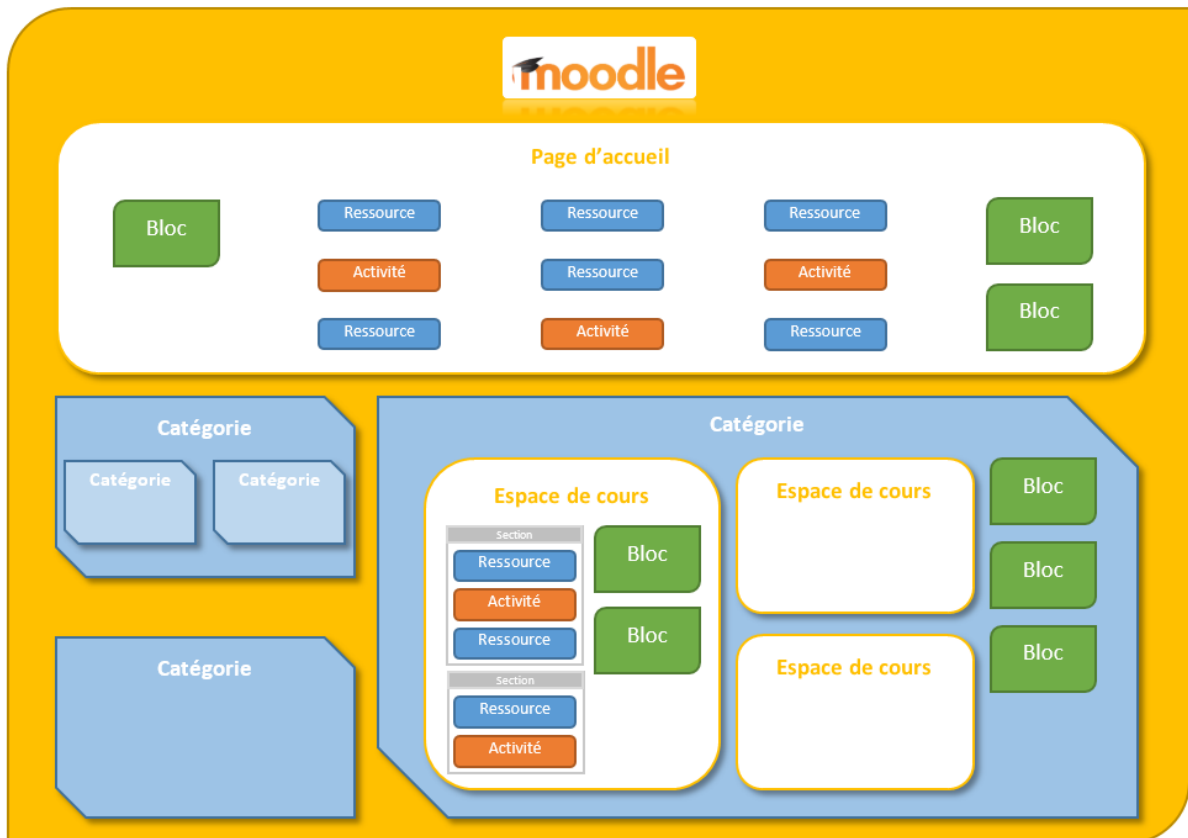 moodle
Page d'accueil
Bloc
Ressource
Ressource
Ressource
Bloc
Activité
Ressource
Activité
Bloc
Ressource
Activité
Ressource
Catégorie
Catégorie
Catégorie
Catégorie
Catégorie
Espace de cours
Section
Ressource
Activité
Ressource
Section
Ressource
Activité
Bloc
Bloc
Espace de cours
Espace de cours
Bloc
Bloc
Bloc